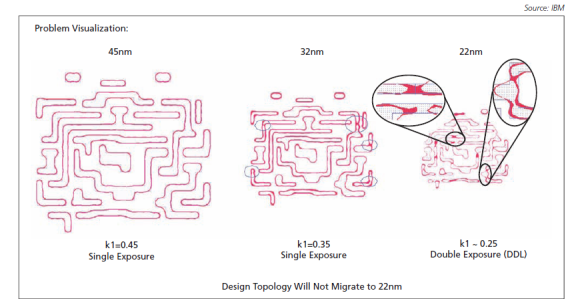 Source: IBM
Problem Visualization:
45nm
32nm
22nm
k1=0.45
Single Exposure
k1=0.35
Single Exposure
k1 ~ 0.25
Double Exposure (DDL)
Design Topology Will Not Migrate to 22nm